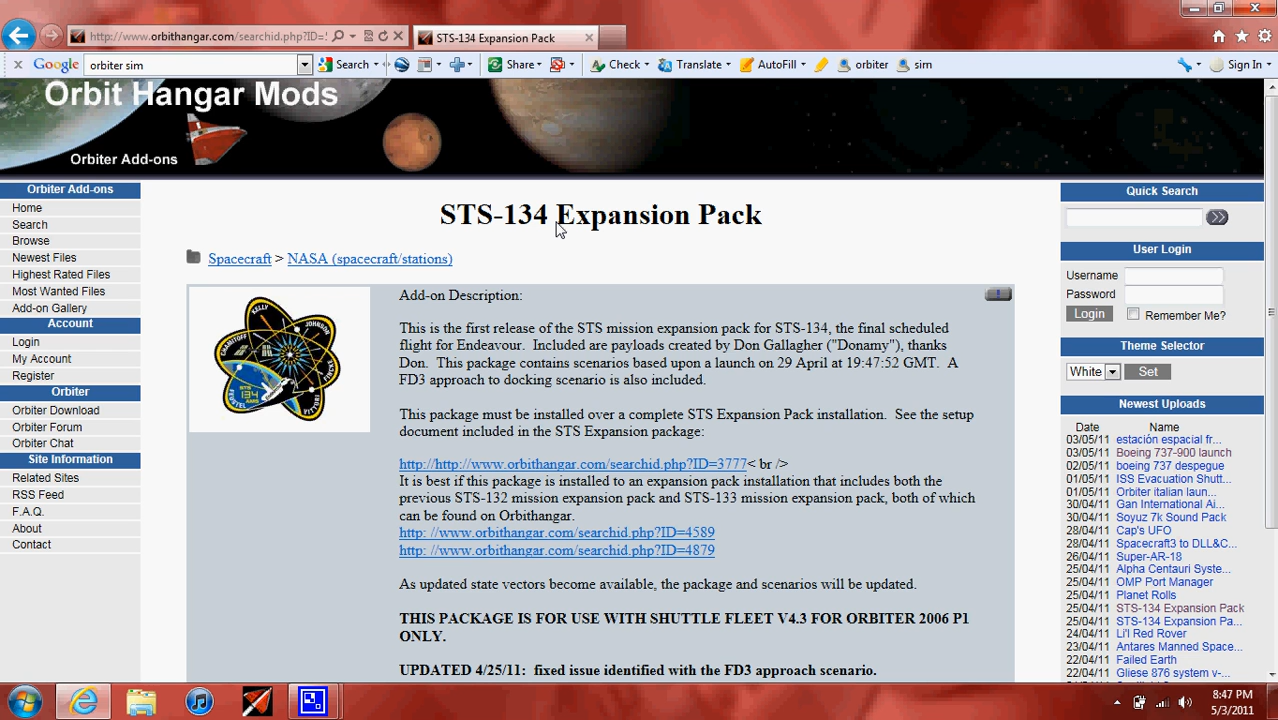 http://www.orbithangar.com/searchid.php?ID=
STS-134 Expansion Pack
Google
orbiter sim
Search
Share
Check
Translate
AutoFill
orbiter
sim
Sign In
Orbit Hangar Mods
Orbiter Add-ons
Orbiter Add-ons
Home
Search
Browse
Newest Files
Highest Rated Files
Most Wanted Files
Add-on Gallery
Account
Login
My Account
Register
Orbiter
Orbiter Download
Orbiter Forum
Orbiter Chat
Site Information
Related Sites
RSS Feed
F.A.Q.
About
Contact
STS-134 Expansion Pack
Spacecraft > NASA (spacecraft/stations)
KELLY
JOHNSON
CHAMITOFF
FINCKE
STS
134
AMS
Add-on Description:
This is the first release of the STS mission expansion pack for STS-134, the final scheduled
flight for Endeavour. Included are payloads created by Don Gallagher ("Donamy"), thanks
Don. This package contains scenarios based upon a launch on 29 April at 19:47:52 GMT. A
FD3 approach to docking scenario is also included.
This package must be installed over a complete STS Expansion Pack installation. See the setup
document included in the STS Expansion package:
http://http://www.orbithangar.com/searchid.php?ID=3777< br />
It is best if this package is installed to an expansion pack installation that includes both the
previous STS-132 mission expansion pack and STS-133 mission expansion pack, both of which
can be found on Orbithangar.
http: //www.orbithangar.com/searchid.php?ID=4589
http: //www.orbithangar.com/searchid.php?ID=4879
As updated state vectors become available, the package and scenarios will be updated.
THIS PACKAGE IS FOR USE WITH SHUTTLE FLEET V4.3 FOR ORBITER 2006 P1
ONLY.
UPDATED 4/25/11: fixed issue identified with the FD3 approach scenario.
Quick Search
User Login
Username
Password
Login
Remember Me?
Theme Selector
White
Set
Newest Uploads
Date Name
03/05/11 estación espacial fr...
03/05/11 Boeing 737-900 launch
02/05/11 boeing 737 despegue
01/05/11 ISS Evacuation Shutt...
01/05/11 Orbiter italian laun...
30/04/11 Gan International Ai...
30/04/11 Soyuz 7k Sound Pack
28/04/11 Cap's UFO
28/04/11 Spacecraft3 to DLL&C...
26/04/11 Super-AR-18
25/04/11 Alpha Centauri Syste...
25/04/11 OMP Port Manager
25/04/11 Planet Rolls
25/04/11 STS-134 Expansion Pack
25/04/11 STS-134 Expansion Pa...
24/04/11 Li'l Red Rover
23/04/11 Antares Manned Space...
22/04/11 Failed Earth
22/04/11 Gliese 876 system v-...
8:47 PM
5/3/2011